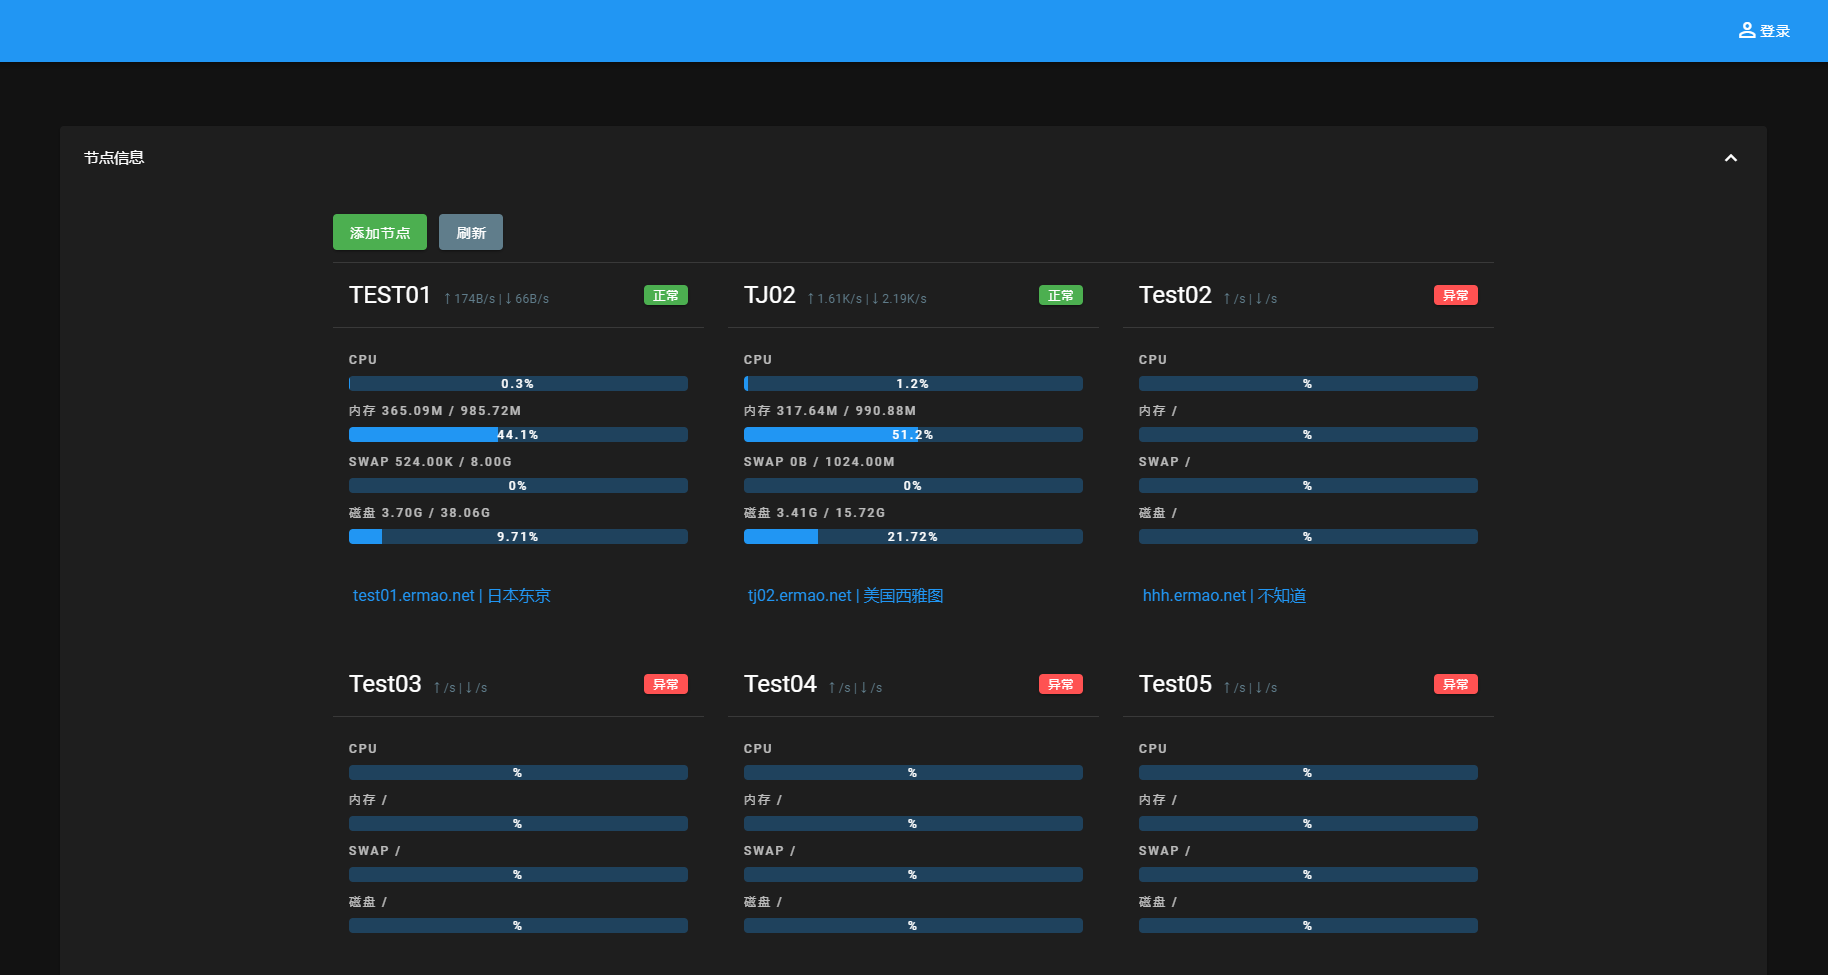 登录
节点信息
添加节点 刷新
TEST01 ↑174B/s | ↓66B/s 正常
CPU
0.3%
内存 365.09M / 985.72M
44.1%
SWAP 524.00K / 8.00G
0%
磁盘 3.70G / 38.06G
9.71%
test01.ermao.net | 日本东京
TJ02 ↑1.61K/s | ↓2.19K/s 正常
CPU
1.2%
内存 317.64M / 990.88M
51.2%
SWAP 0B / 1024.00M
0%
磁盘 3.41G / 15.72G
21.72%
tj02.ermao.net | 美国西雅图
Test02 ↑/s | ↓/s 异常
CPU
%
内存 /
%
SWAP /
%
磁盘 /
%
hhh.ermao.net | 不知道
Test03 ↑/s | ↓/s 异常
CPU
%
内存 /
%
SWAP /
%
磁盘 /
%
Test04 ↑/s | ↓/s 异常
CPU
%
内存 /
%
SWAP /
%
磁盘 /
%
Test05 ↑/s | ↓/s 异常
CPU
%
内存 /
%
SWAP /
%
磁盘 /
%